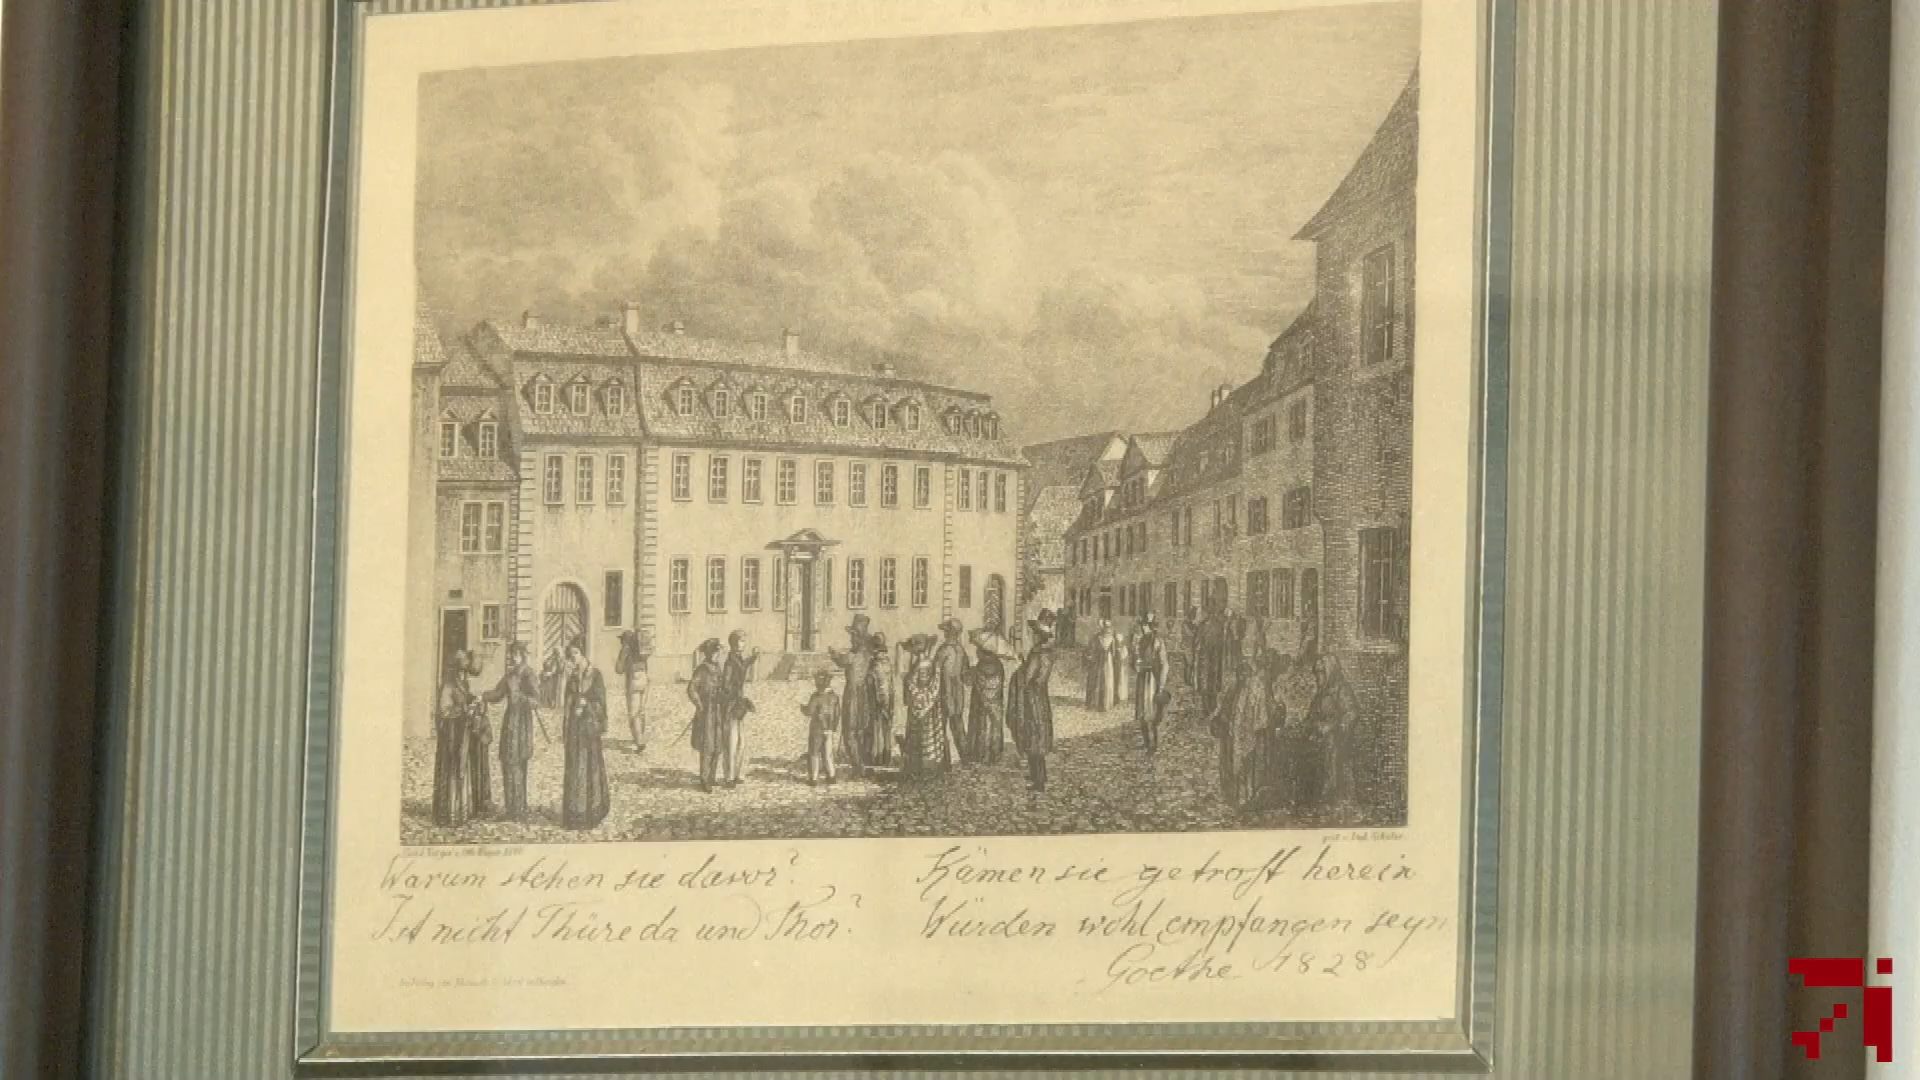 Warum stehen sie davor?
Ist nicht Thüre da und Thor?
Kämen sie getrost herein
Würden wohl empfangen seyn
Goethe 1828